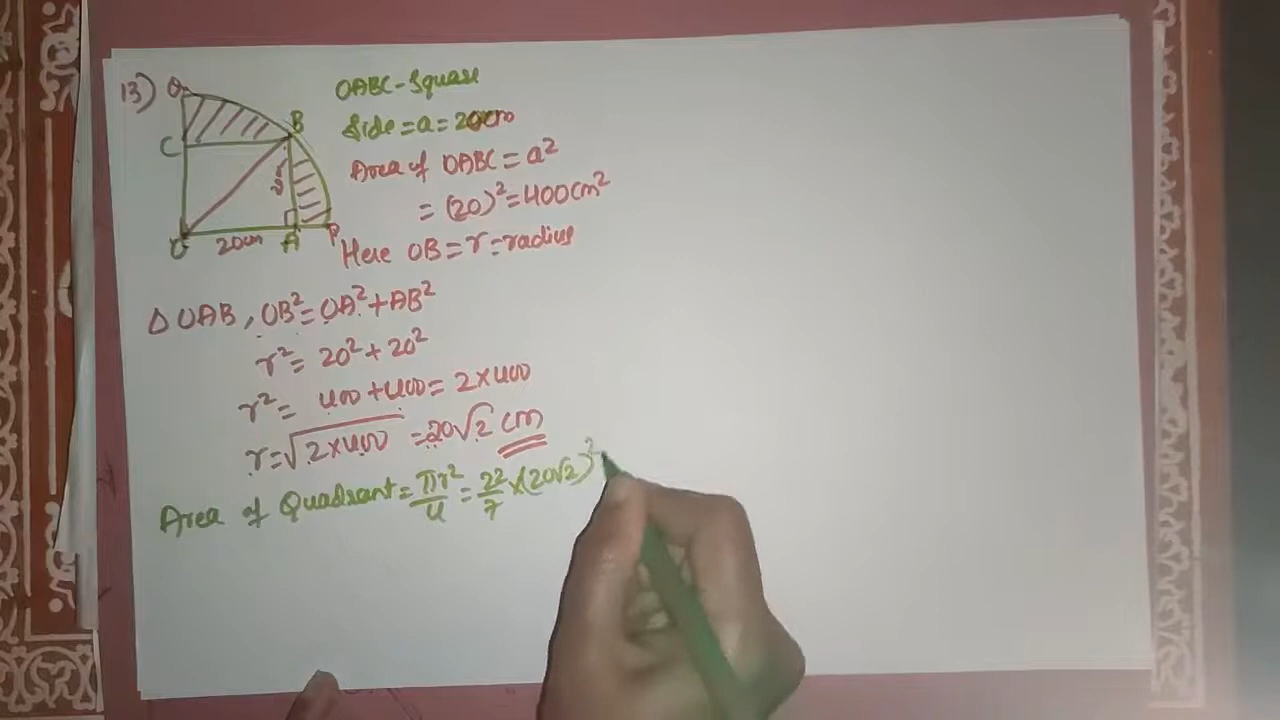 13)
Q
B
C
20
O
20cm
A
P
OABC-Square
Side = a = 20cm
Area of OABC = a²
= (20)² = 400cm²
Here OB = r = radius
Δ OAB, OB² = OA² + AB²
r² = 20² + 20²
r² = 400 + 400 = 2 × 400
r = √2×400 = 20√2 cm
Area of Quadrant = πr²/4 = 22/7 × (20√2)²